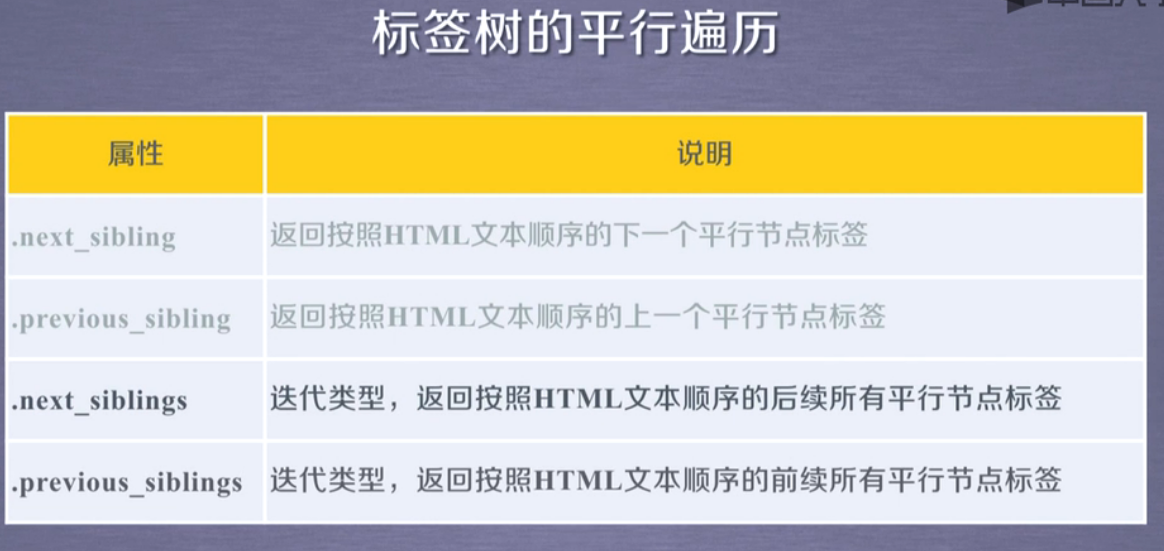 标签树的平行遍历
属性 说明
.next_sibling 返回按照HTML文本顺序的下一个平行节点标签
.previous_sibling 返回按照HTML文本顺序的上一个平行节点标签
.next_siblings 迭代类型，返回按照HTML文本顺序的后续所有平行节点标签
.previous_siblings 迭代类型，返回按照HTML文本顺序的前续所有平行节点标签